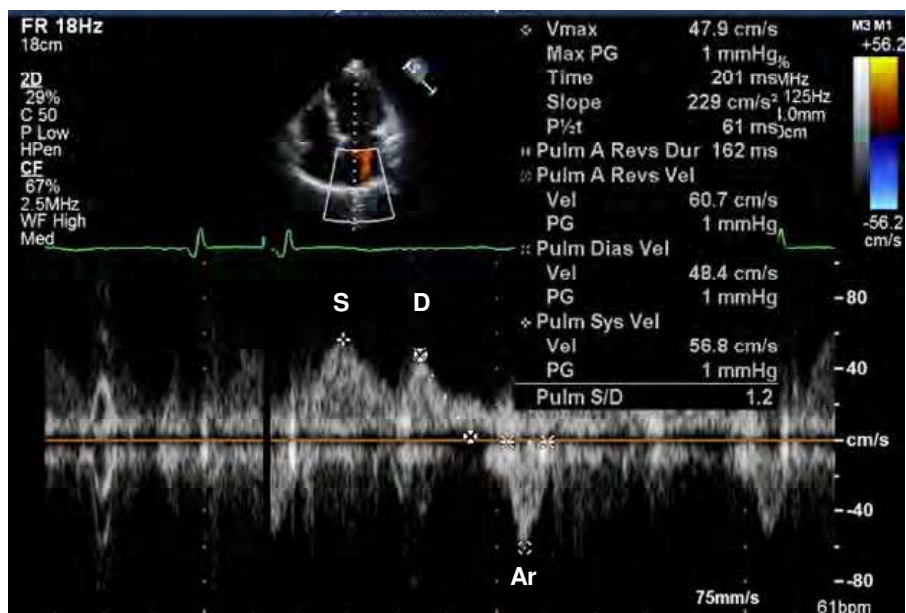 FR 18Hz
18cm
2D
29%
C 50
P Low
HPen
CF
67%
2.5MHz
WF High
Med
Vmax 47.9 cm/s
Max PG 1 mmHg
Time 201 ms
Slope 229 cm/s²
P½t 61 ms
Pulm A Revs Dur 162 ms
Pulm A Revs Vel
Vel 60.7 cm/s
PG 1 mmHg
Pulm Dias Vel
Vel 48.4 cm/s
PG 1 mmHg
Pulm Sys Vel
Vel 56.8 cm/s
PG 1 mmHg
Pulm S/D 1.2
%
MHz
125Hz
.0mm
0cm
M3 M1
+56.2
-56.2
cm/s
S
D
Ar
-80
-40
cm/s
-40
-80
75mm/s
61bpm